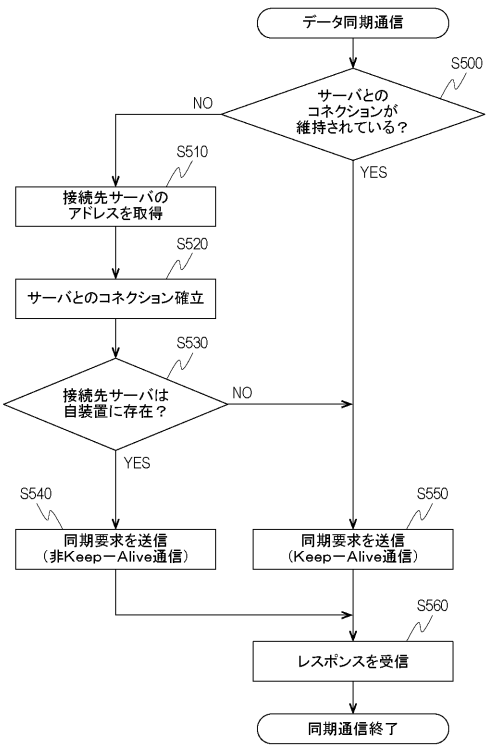 データ同期通信
S500
サーバとの
コネクションが
維持されている？
NO
YES
S510
接続先サーバの
アドレスを取得
S520
サーバとのコネクション確立
S530
接続先サーバは
自装置に存在？
NO
YES
S540
同期要求を送信
（非Keep－Alive通信）
S550
同期要求を送信
（Keep－Alive通信）
S560
レスポンスを受信
同期通信終了